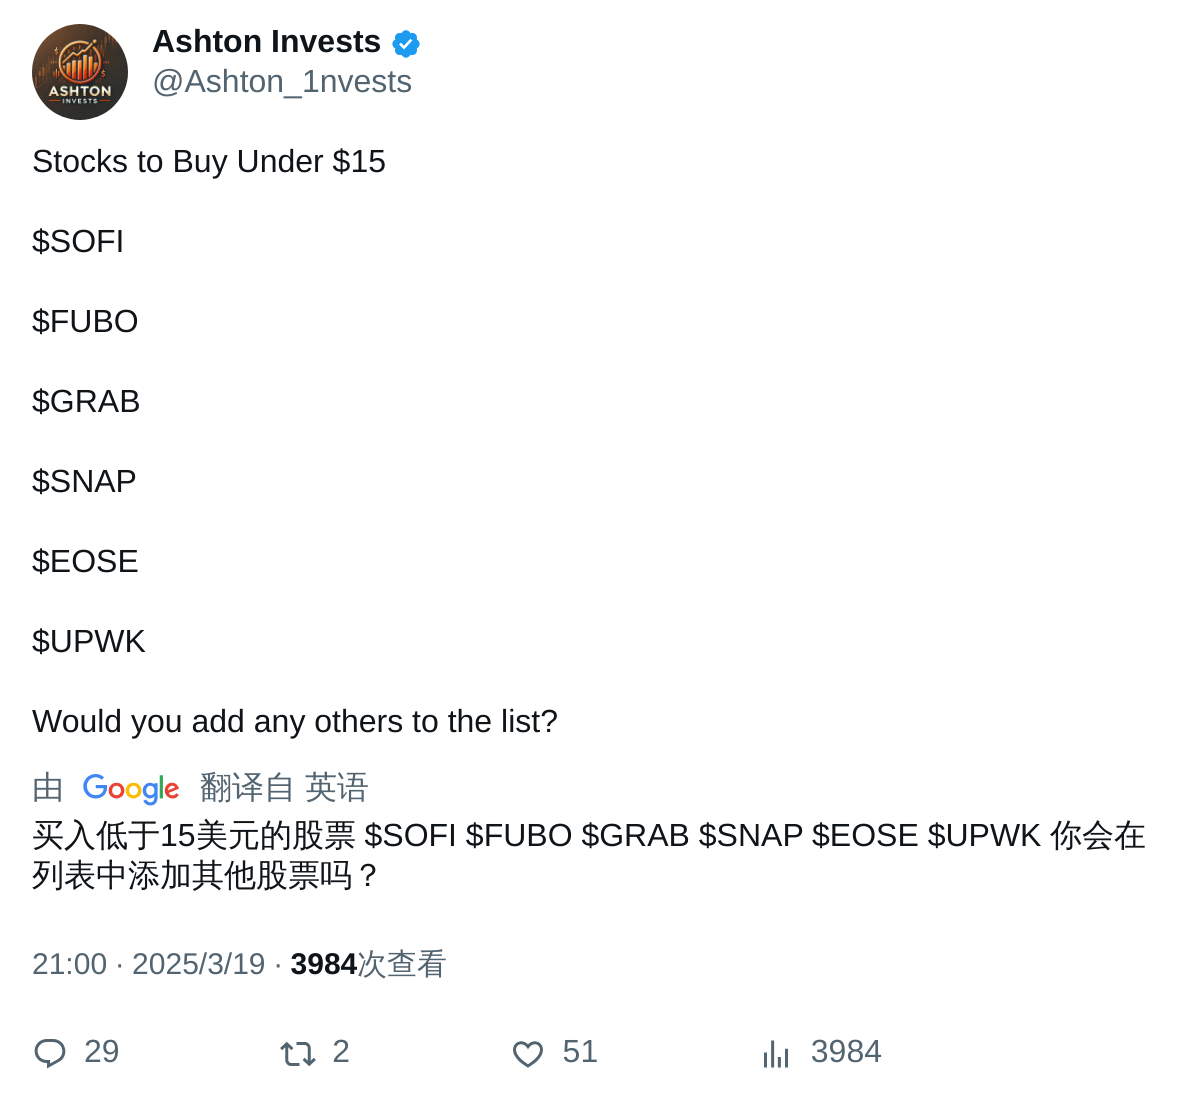 ASHTON
INVESTS
Ashton Invests
@Ashton_1nvests
Stocks to Buy Under $15
$SOFI
$FUBO
$GRAB
$SNAP
$EOSE
$UPWK
Would you add any others to the list?
由 Google 翻译自 英语
买入低于15美元的股票 $SOFI $FUBO $GRAB $SNAP $EOSE $UPWK 你会在
列表中添加其他股票吗？
21:00 · 2025/3/19 · 3984次查看
29 2 51 3984